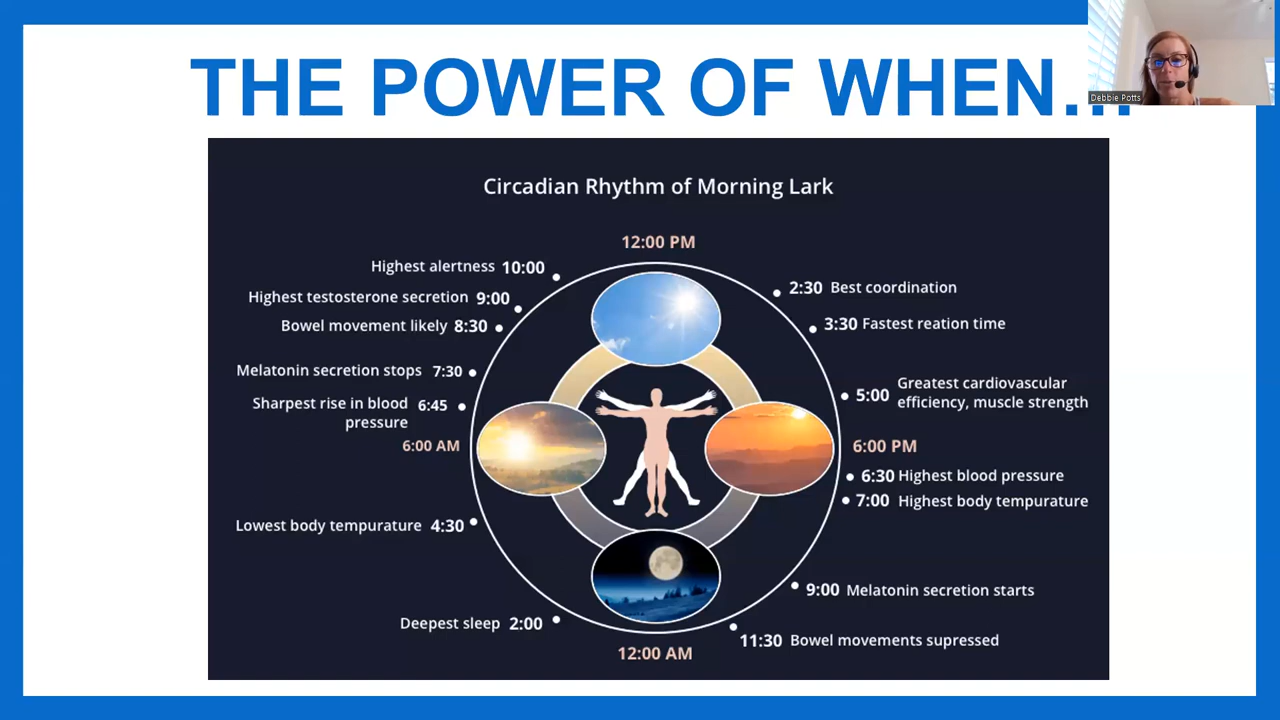 THE POWER OF WHEN...
Debbie Potts
Circadian Rhythm of Morning Lark
12:00 PM
Highest alertness 10:00
Highest testosterone secretion 9:00
Bowel movement likely 8:30
Melatonin secretion stops 7:30
Sharpest rise in blood 6:45
pressure
6:00 AM
Lowest body tempurature 4:30
Deepest sleep 2:00
12:00 AM
2:30 Best coordination
3:30 Fastest reation time
5:00 Greatest cardiovascular
efficiency, muscle strength
6:00 PM
6:30 Highest blood pressure
7:00 Highest body tempurature
9:00 Melatonin secretion starts
11:30 Bowel movements supressed